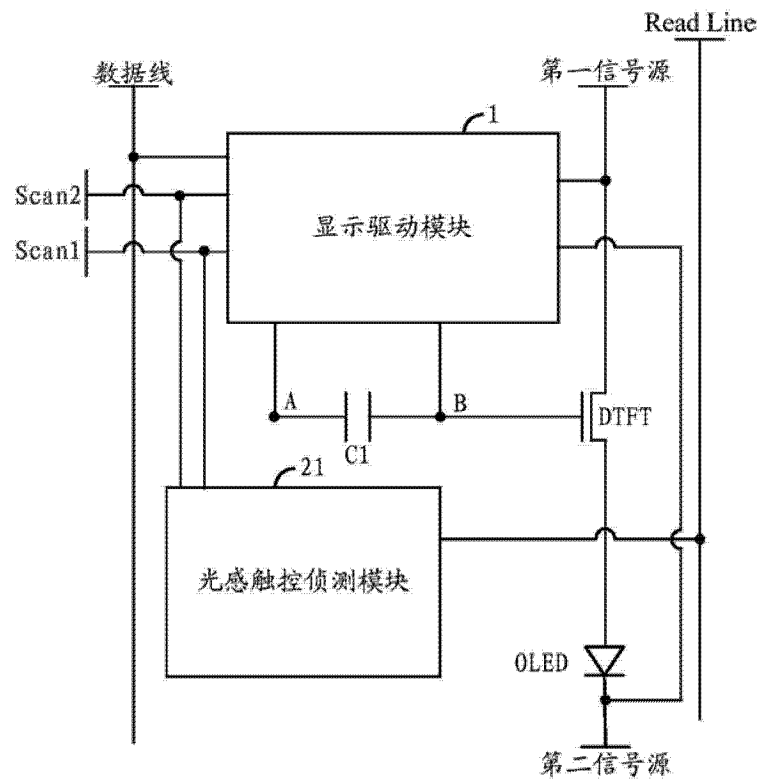 Read Line
数据线
第一信号源
1
Scan2
显示驱动模块
Scan1
A
B
DTFT
C1
21
光感触控侦测模块
OLED
第二信号源